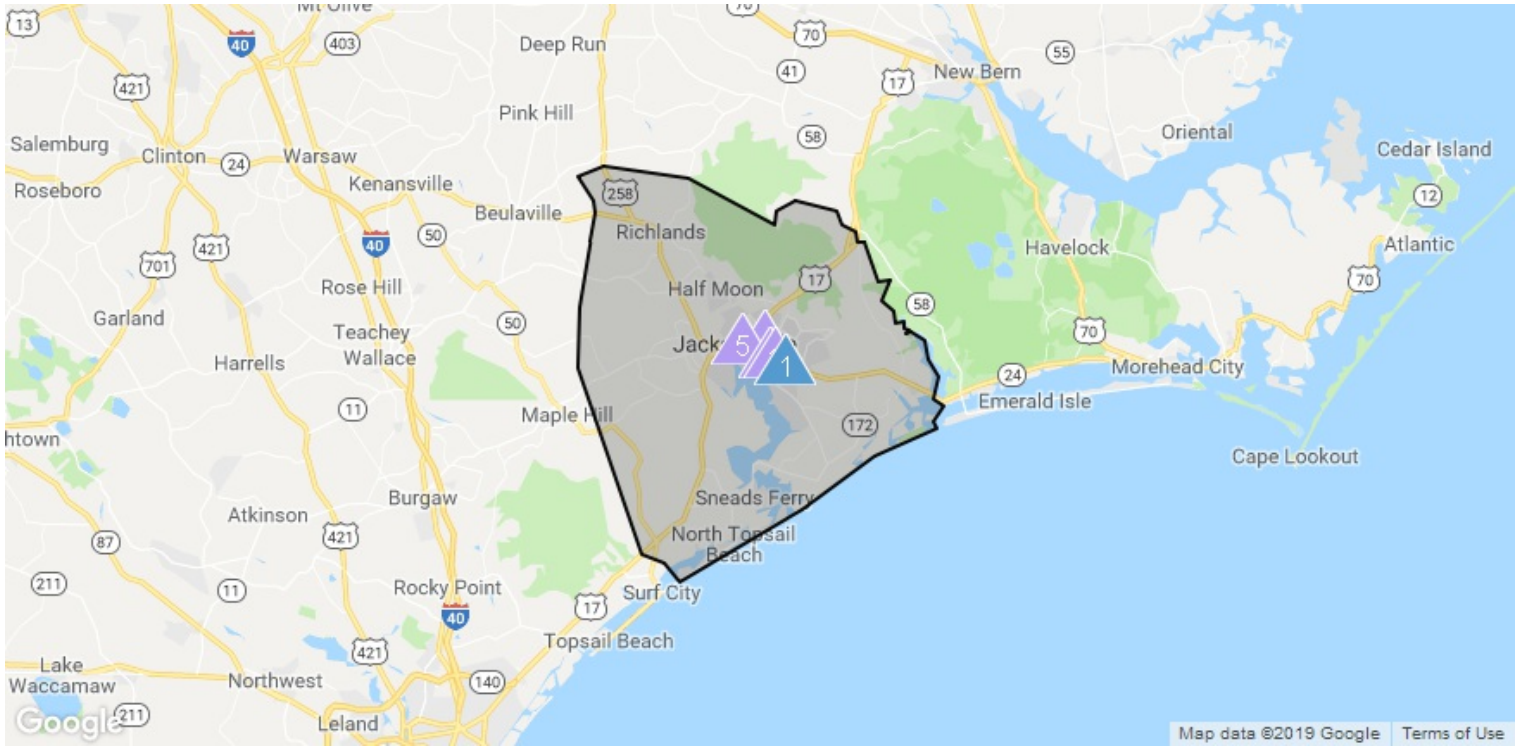 Mt Olive
70
13
40
403
Deep Run
70
55
421
41
New Bern
17
Pink Hill
58
Oriental
Salemburg
Clinton
24
Warsaw
Cedar Island
Roseboro
Kenansville
258
12
Beulaville
Richlands
50
40
421
Havelock
Atlantic
701
Rose Hill
Half Moon
17
70
58
Garland
50
Teachey
70
Harrells
Wallace
5
1
Morehead City
24
11
Maple Hill
Emerald Isle
172
htown
Cape Lookout
Burgaw
Sneads Ferry
Atkinson
87
421
North Topsail
Beach
211
11
Rocky Point
Surf City
40
17
Topsail Beach
421
Lake
Waccamaw
Northwest
140
211
Leland
Google
Map data ©2019 Google
Terms of Use